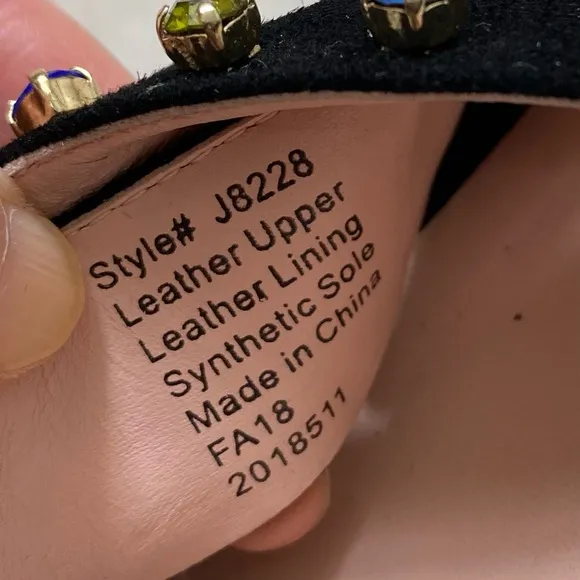 Style# J8228
Leather Upper
Leather Lining
Synthetic Sole
Made in China
FA18
2018511